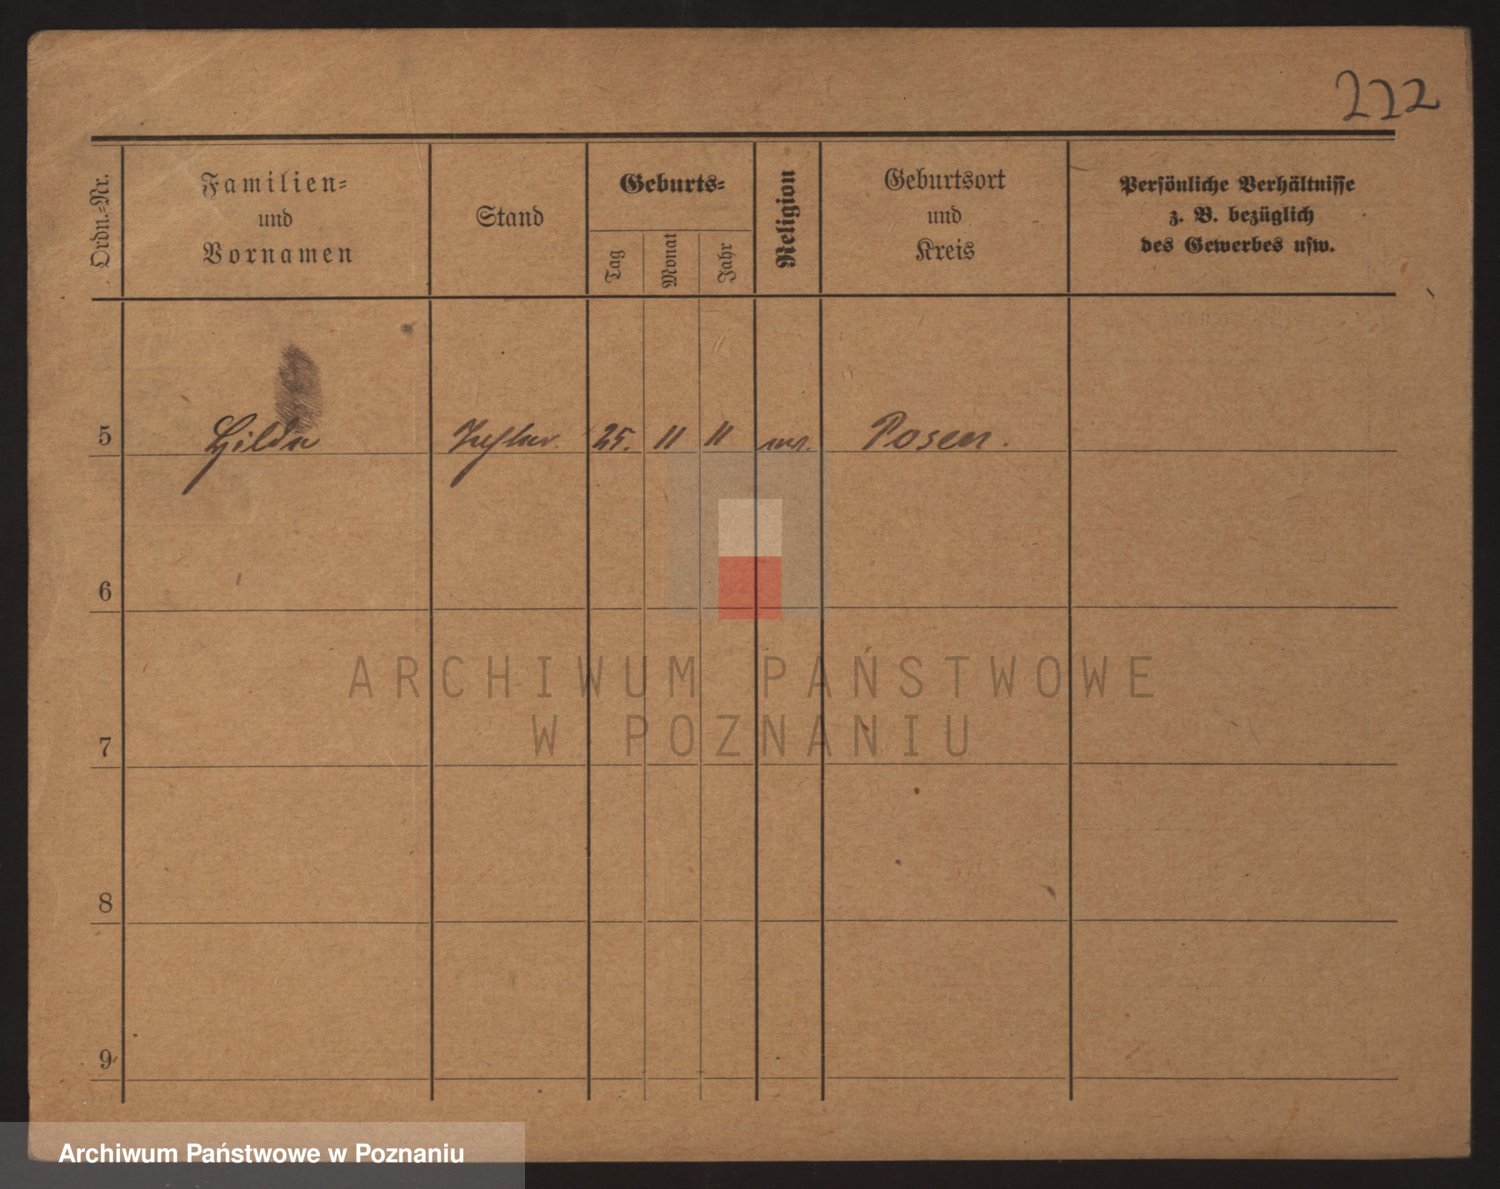 222
Ordn.-Nr.
Familien-
und
Vornamen
Stand
Geburts-
Tag
Monat
Jahr
Religion
Geburtsort
und
Kreis
Persönliche Verhältnisse
z. B. bezüglich
des Gewerbes usw.
5 Hilda 25. 11 11 Posen.
6
7
8
9
ARCHIWUM PAŃSTWOWE
W POZNANIU
Archiwum Państwowe w Poznaniu